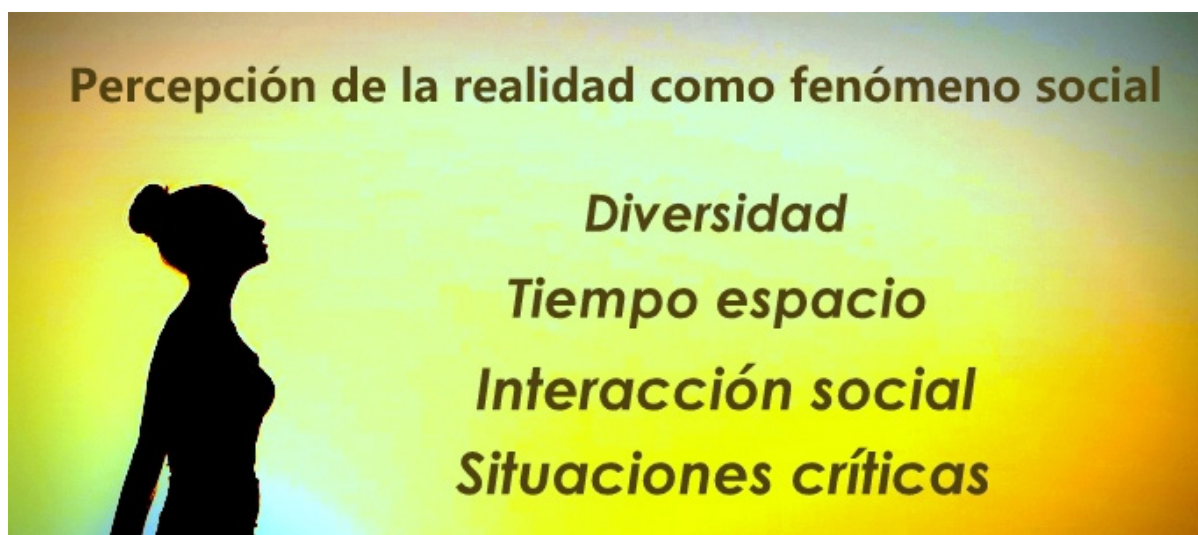 Percepción de la realidad como fenómeno social
Diversidad
Tiempo espacio
Interacción social
Situaciones críticas